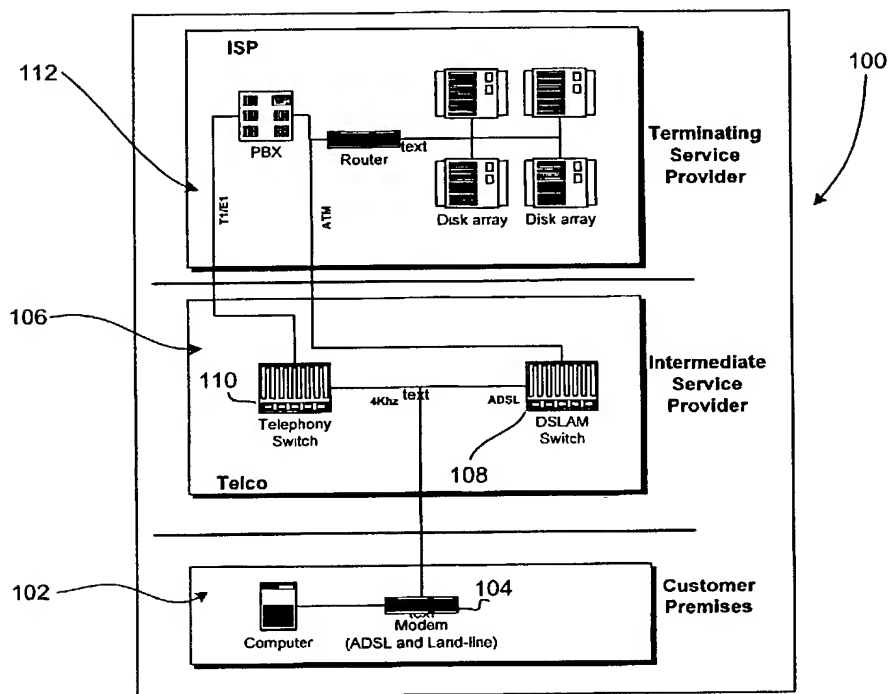 ISP
112
100
PBX
Router
text
Terminating
Service
Provider
Disk array
Disk array
T1/E1
ATM
106
110
4Khz
text
ADSL
Intermediate
Service
Provider
Telephony
Switch
DSLAM
Switch
108
Telco
102
104
Customer
Premises
text
Modem
(ADSL and Land-line)
Computer